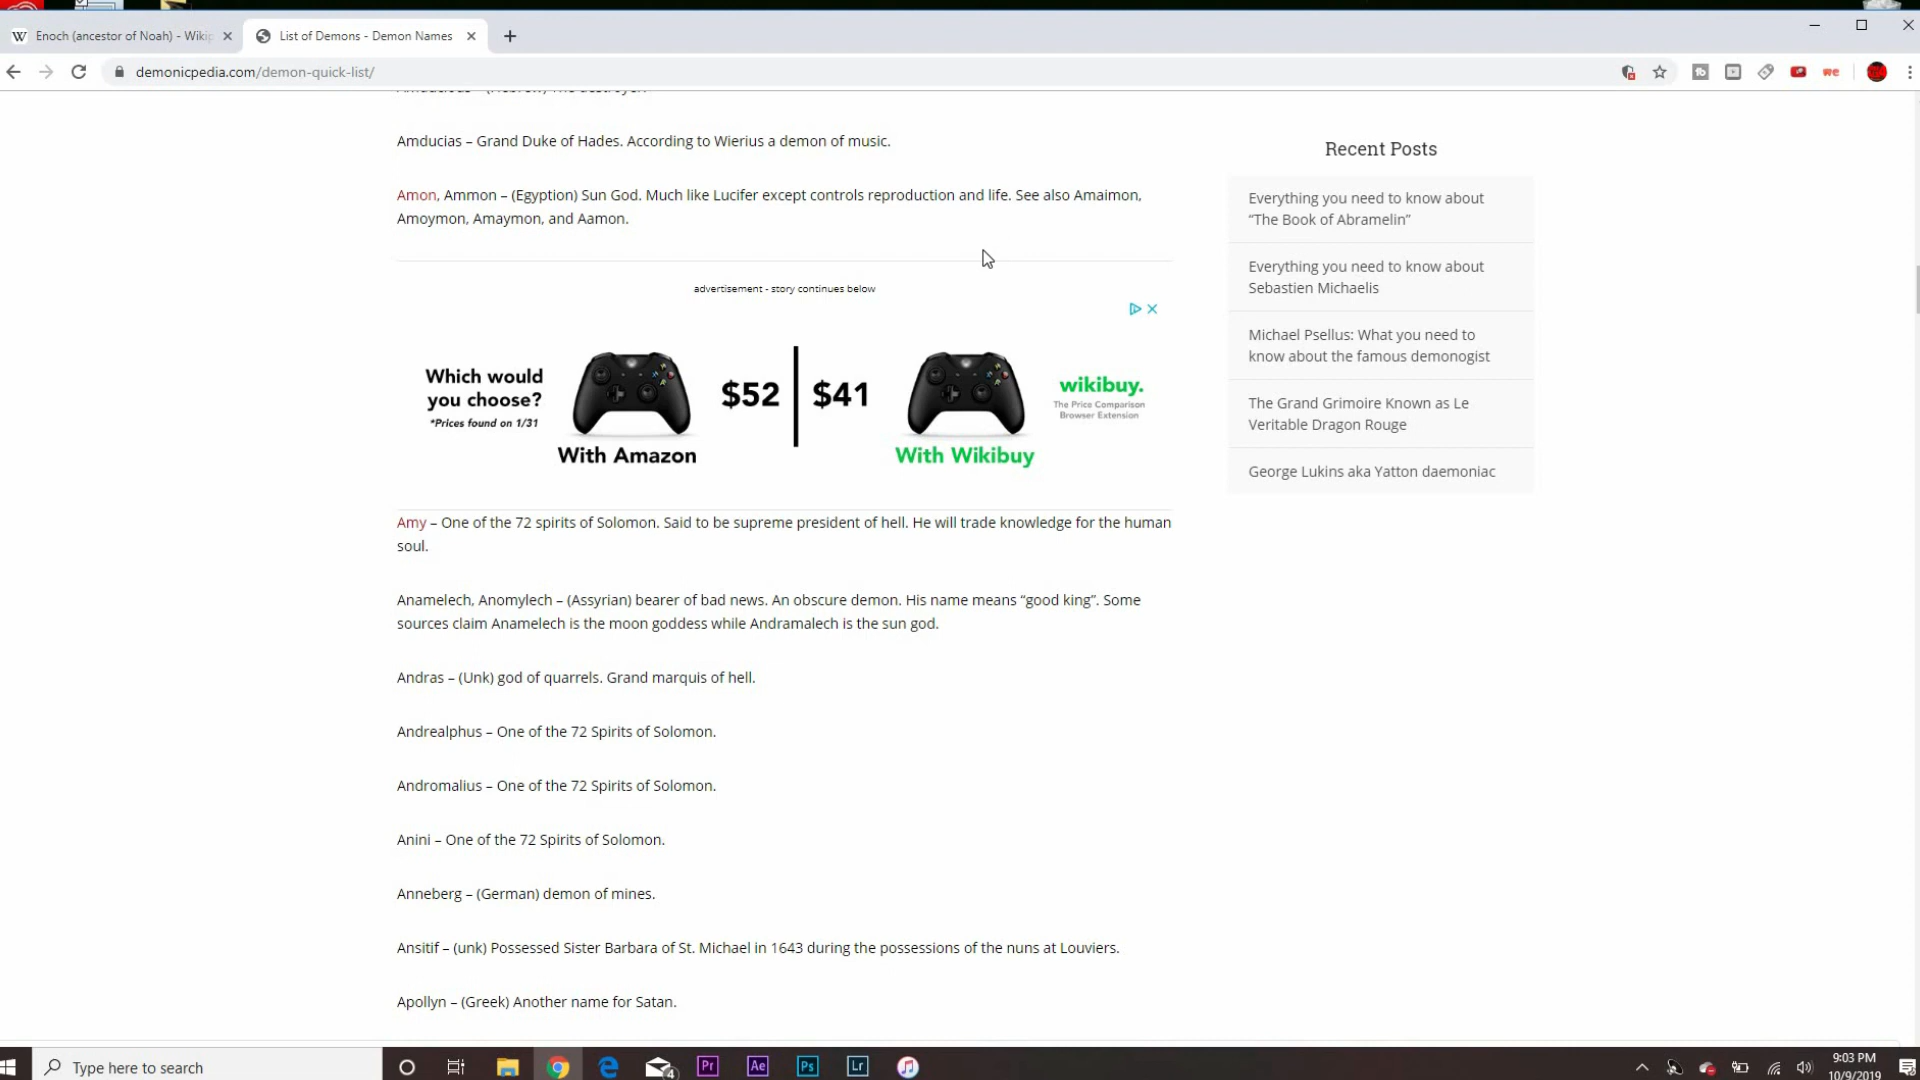 Enoch (ancestor of Noah) - Wikip
List of Demons - Demon Names
demonicpedia.com/demon-quick-list/
Amducias – Grand Duke of Hades. According to Wierius a demon of music.
Amon, Ammon – (Egyption) Sun God. Much like Lucifer except controls reproduction and life. See also Amaimon,
Amoymon, Amaymon, and Aamon.
advertisement - story continues below
Which would
you choose?
*Prices found on 1/31
With Amazon
$52
$41
With Wikibuy
wikibuy.
The Price Comparison
Browser Extension
Amy – One of the 72 spirits of Solomon. Said to be supreme president of hell. He will trade knowledge for the human
soul.
Anamelech, Anomylech – (Assyrian) bearer of bad news. An obscure demon. His name means “good king”. Some
sources claim Anamelech is the moon goddess while Andramalech is the sun god.
Andras – (Unk) god of quarrels. Grand marquis of hell.
Andrealphus – One of the 72 Spirits of Solomon.
Andromalius – One of the 72 Spirits of Solomon.
Anini – One of the 72 Spirits of Solomon.
Anneberg – (German) demon of mines.
Ansitif – (unk) Possessed Sister Barbara of St. Michael in 1643 during the possessions of the nuns at Louviers.
Apollyn – (Greek) Another name for Satan.
Recent Posts
Everything you need to know about
“The Book of Abramelin”
Everything you need to know about
Sebastien Michaelis
Michael Psellus: What you need to
know about the famous demonogist
The Grand Grimoire Known as Le
Veritable Dragon Rouge
George Lukins aka Yatton daemoniac
Type here to search
4
Pr
Ae
Ps
Lr
9:03 PM
10/9/2019